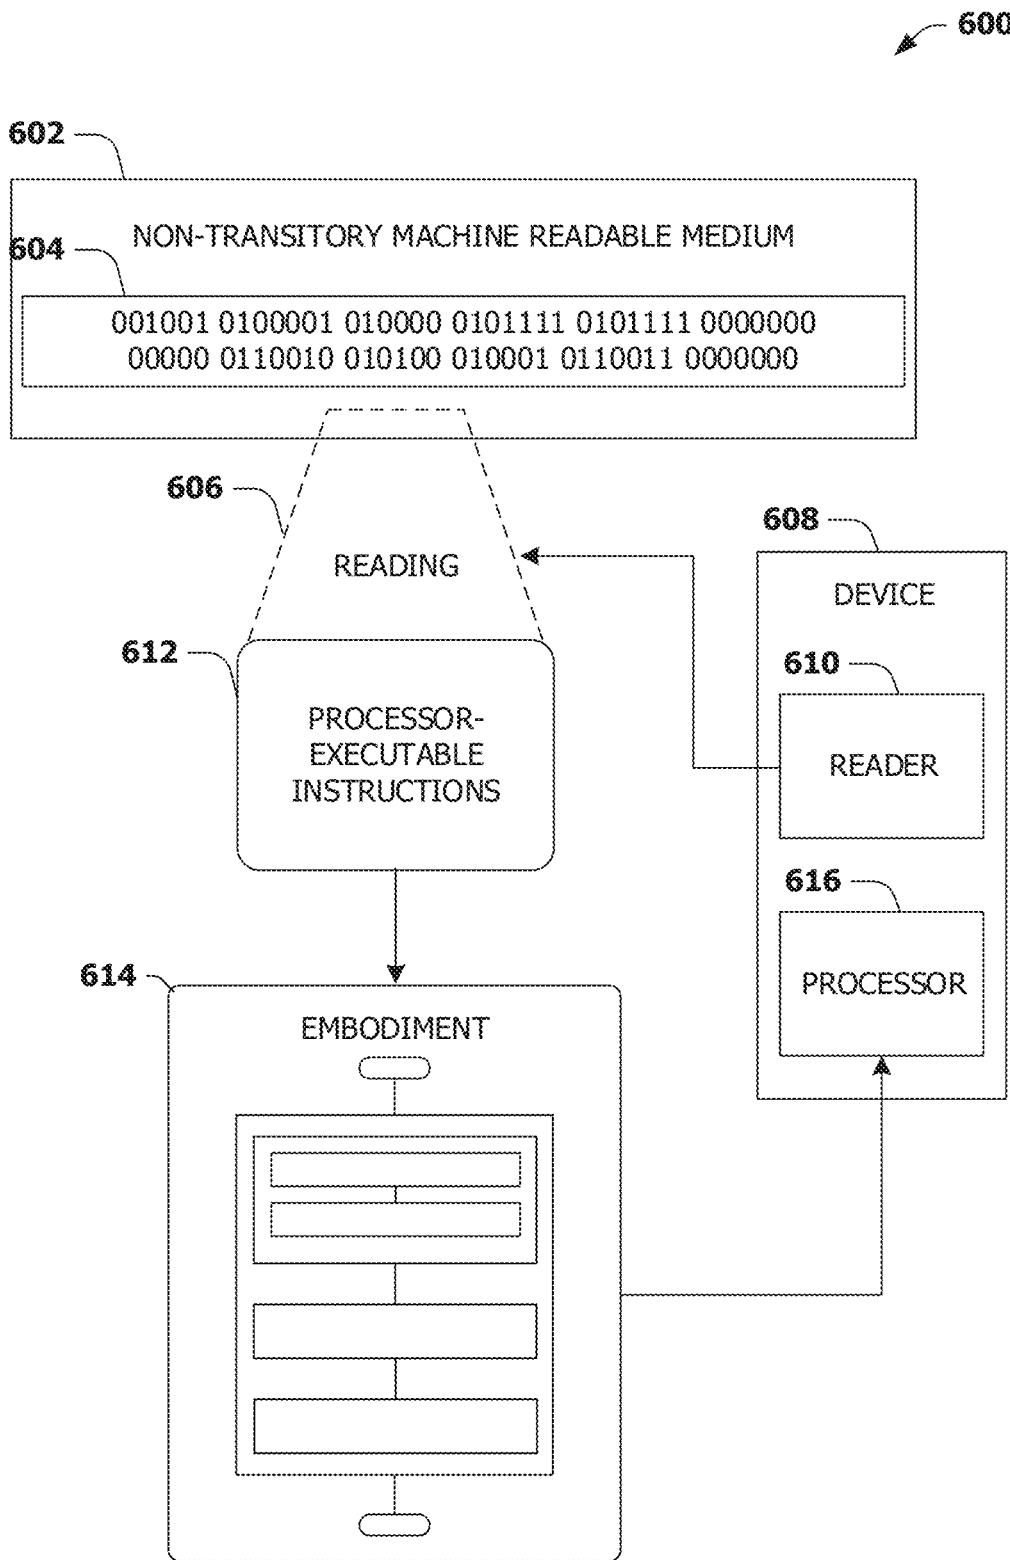 600
602
NON-TRANSITORY MACHINE READABLE MEDIUM
604
001001 0100001 010000 0101111 0101111 0000000
00000 0110010 010100 010001 0110011 0000000
606
READING
608
DEVICE
612
PROCESSOR-
EXECUTABLE
INSTRUCTIONS
610
READER
616
PROCESSOR
614
EMBODIMENT